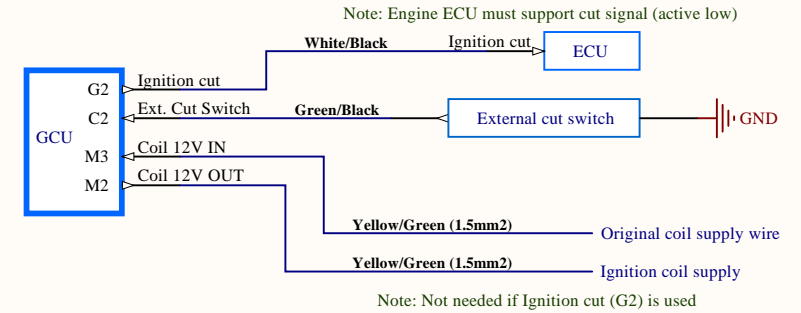 Note: Engine ECU must support cut signal (active low)
White/Black
Ignition cut
ECU
G2
Ignition cut
C2
Ext. Cut Switch
Green/Black
External cut switch
GND
GCU
M3
Coil 12V IN
M2
Coil 12V OUT
Yellow/Green (1.5mm2)
Original coil supply wire
Yellow/Green (1.5mm2)
Ignition coil supply
Note: Not needed if Ignition cut (G2) is used